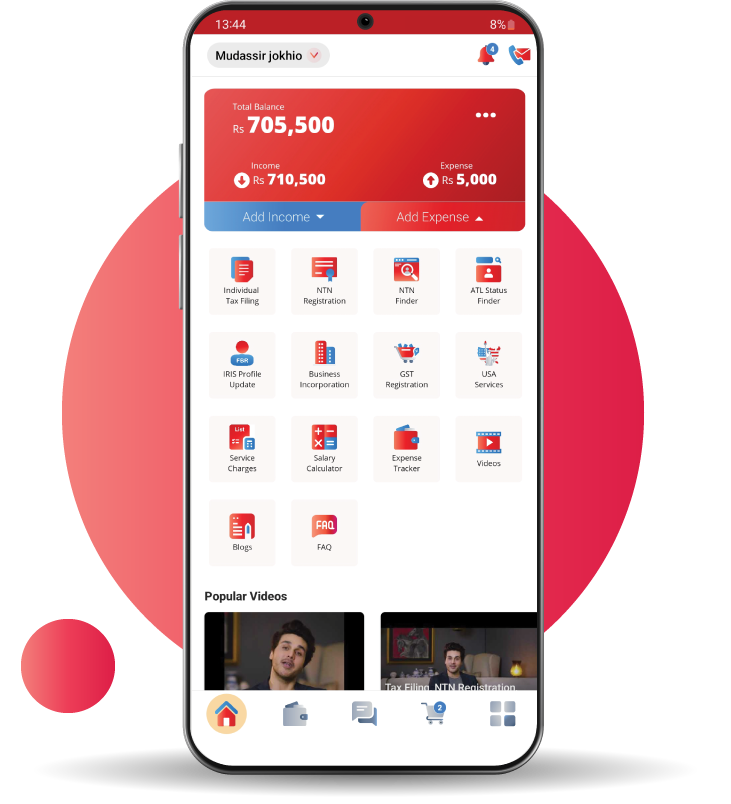 13:44
8%
Mudassir jokhio
4
Total Balance
Rs 705,500
Income
Expense
Rs 710,500
Rs 5,000
Add Income
Add Expense
Individual
Tax Filing
NTN
Registration
NTN
Finder
ATL Status
Finder
FBR
IRIS Profile
Update
Business
Incorporation
GST
Registration
USA
Services
List
Service
Charges
Salary
Calculator
Expense
Tracker
Videos
Blogs
FAQ
FAQ
Popular Videos
Tax Filing, NTN Registration
2